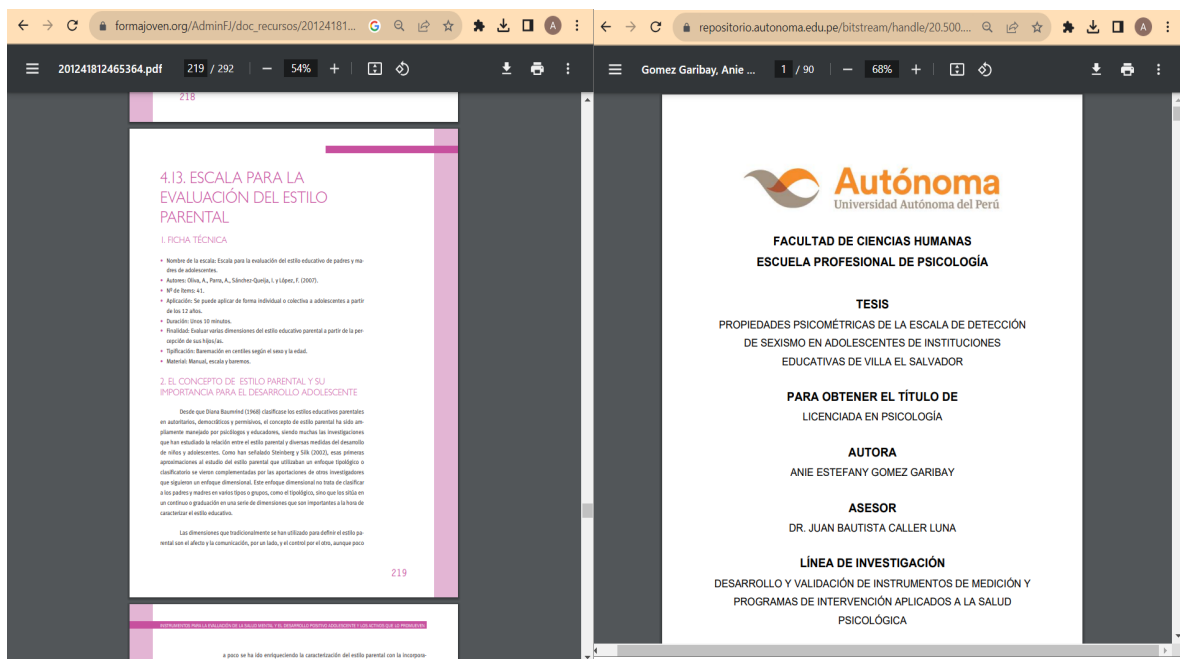 formajoven.org/AdminFJ/doc_recursos/20124181...
A
201241812465364.pdf
219 / 292
54%
218
4.13. ESCALA PARA LA
EVALUACIÓN DEL ESTILO
PARENTAL
1. FICHA TÉCNICA
• Nombre de la escala: Escala para la evaluación del estilo educativo de padres y ma-
dres de adolescentes.
• Autores: Oliva, A., Parra, A., Sánchez-Queija, I. y López, F. (2007).
• Nº de ítems: 41.
• Aplicación: Se puede aplicar de forma individual o colectiva a adolescentes a partir
de los 12 años.
• Duración: Unos 10 minutos.
• Finalidad: Evaluar varias dimensiones del estilo educativo parental a partir de la per-
cepción de sus hijos/as.
• Tipificación: Baremación en centiles según el sexo y la edad.
• Material: Manual, escala y baremos.
2. EL CONCEPTO DE ESTILO PARENTAL Y SU
IMPORTANCIA PARA EL DESARROLLO ADOLESCENTE
Desde que Diana Baumrind (1968) clasificase los estilos educativos parentales
en autoritarios, democráticos y permisivos, el concepto de estilo parental ha sido am-
pliamente manejado por psicólogos y educadores, siendo muchas las investigaciones
que han estudiado la relación entre el estilo parental y diversas medidas del desarrollo
de niños y adolescentes. Como han señalado Steinberg y Silk (2002), esas primeras
aproximaciones al estudio del estilo parental que utilizaban un enfoque tipológico o
clasificatorio se vieron complementadas por las aportaciones de otros investigadores
que siguieron un enfoque dimensional. Este enfoque dimensional no trata de clasificar
a los padres y madres en varios tipos o grupos, como el tipológico, sino que los sitúa en
un continuo o graduación en una serie de dimensiones que son importantes a la hora de
caracterizar el estilo educativo.
Las dimensiones que tradicionalmente se han utilizado para definir el estilo pa-
rental son el afecto y la comunicación, por un lado, y el control por el otro, aunque poco
219
INSTRUMENTOS PARA LA EVALUACIÓN DE LA SALUD MENTAL Y EL DESARROLLO POSITIVO ADOLESCENTE Y LOS ACTIVOS QUE LO PROMUEVEN
a poco se ha ido enriqueciendo la caracterización del estilo parental con la incorpora-
repositorio.autonoma.edu.pe/bitstream/handle/20.500....
A
Gomez Garibay, Anie ...
1 / 90
68%
Autónoma
Universidad Autónoma del Perú
FACULTAD DE CIENCIAS HUMANAS
ESCUELA PROFESIONAL DE PSICOLOGÍA
TESIS
PROPIEDADES PSICOMÉTRICAS DE LA ESCALA DE DETECCIÓN
DE SEXISMO EN ADOLESCENTES DE INSTITUCIONES
EDUCATIVAS DE VILLA EL SALVADOR
PARA OBTENER EL TÍTULO DE
LICENCIADA EN PSICOLOGÍA
AUTORA
ANIE ESTEFANY GOMEZ GARIBAY
ASESOR
DR. JUAN BAUTISTA CALLER LUNA
LÍNEA DE INVESTIGACIÓN
DESARROLLO Y VALIDACIÓN DE INSTRUMENTOS DE MEDICIÓN Y
PROGRAMAS DE INTERVENCIÓN APLICADOS A LA SALUD
PSICOLÓGICA